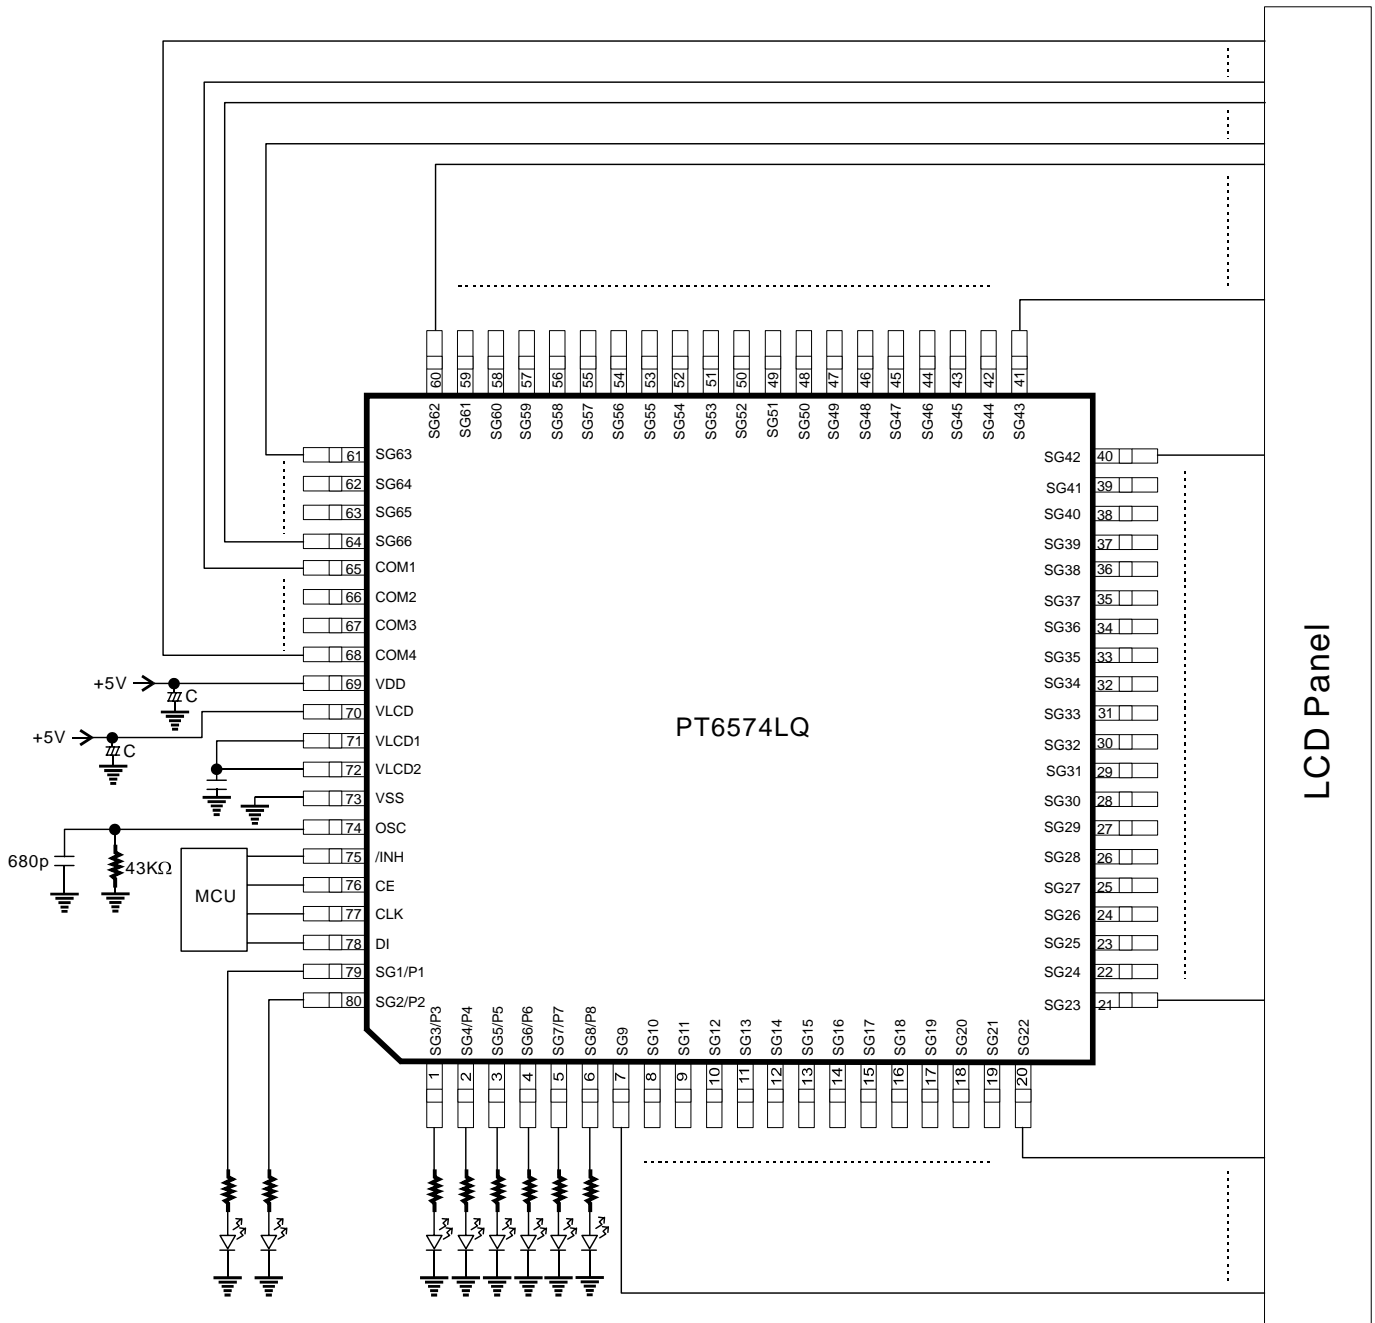 60 59 58 57 56 55 54 53 52 51 50 49 48 47 46 45 44 43 42 41
SG62 SG61 SG60 SG59 SG58 SG57 SG56 SG55 SG54 SG53 SG52 SG51 SG50 SG49 SG48 SG47 SG46 SG45 SG44 SG43
61 SG63
62 SG64
63 SG65
64 SG66
65 COM1
66 COM2
67 COM3
68 COM4
+5V C 69 VDD
+5V C 70 VLCD
71 VLCD1
72 VLCD2
73 VSS
74 OSC
680p 43KΩ
MCU
75 /INH
76 CE
77 CLK
78 DI
79 SG1/P1
80 SG2/P2
PT6574LQ
SG42 40
SG41 39
SG40 38
SG39 37
SG38 36
SG37 35
SG36 34
SG35 33
SG34 32
SG33 31
SG32 30
SG31 29
SG30 28
SG29 27
SG28 26
SG27 25
SG26 24
SG25 23
SG24 22
SG23 21
SG3/P3 SG4/P4 SG5/P5 SG6/P6 SG7/P7 SG8/P8 SG9 SG10 SG11 SG12 SG13 SG14 SG15 SG16 SG17 SG18 SG19 SG20 SG21 SG22
1 2 3 4 5 6 7 8 9 10 11 12 13 14 15 16 17 18 19 20
LCD Panel